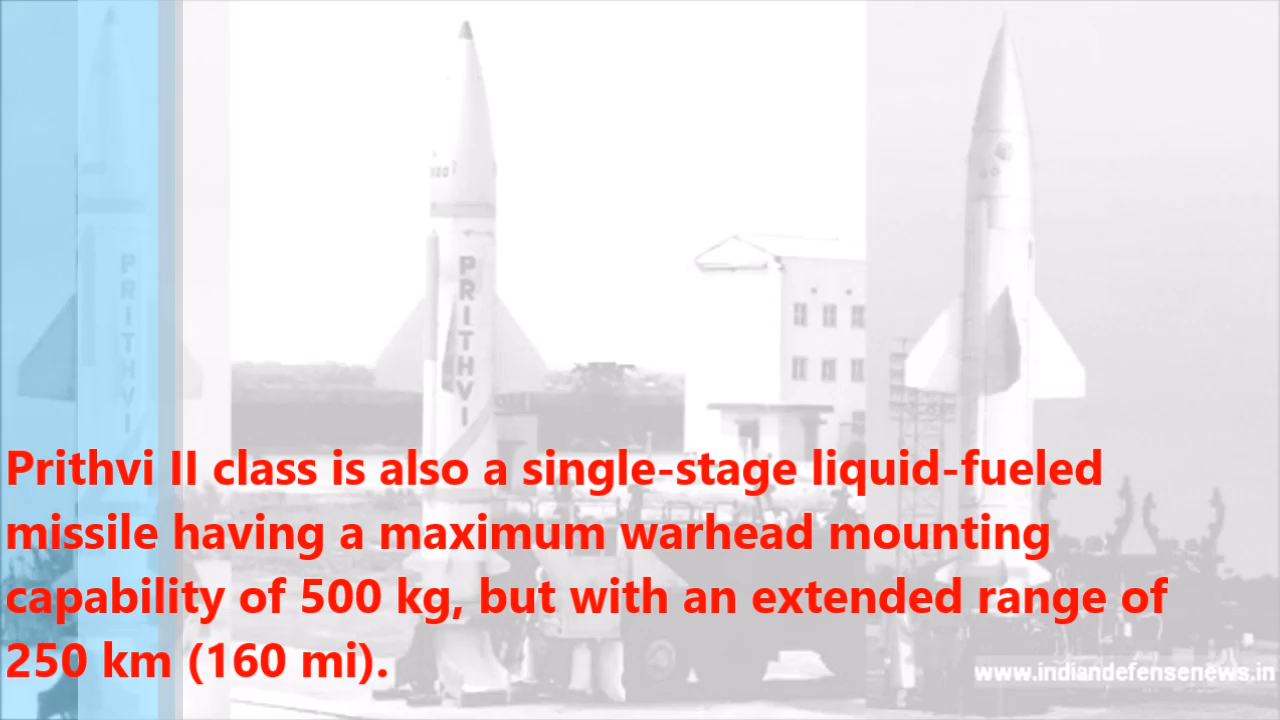 PRITHVI
PRITHVI
Prithvi II class is also a single-stage liquid-fueled
missile having a maximum warhead mounting
capability of 500 kg, but with an extended range of
250 km (160 mi).
www.indiandefensenews.in